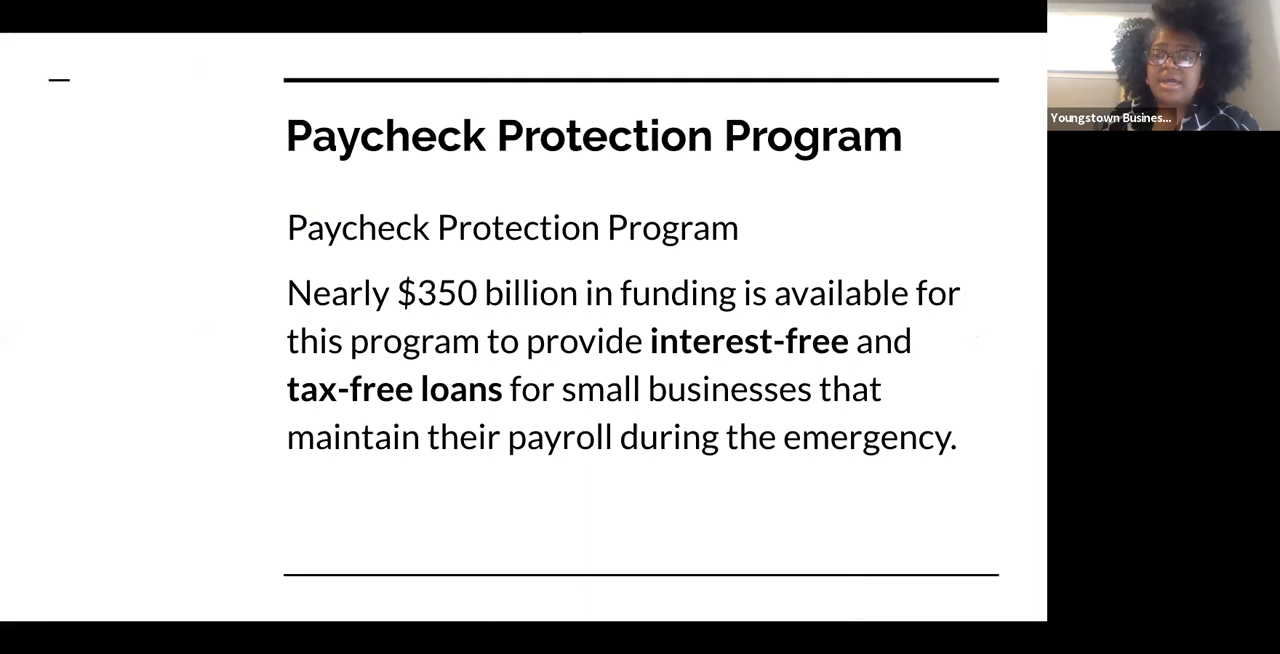 Paycheck Protection Program
Paycheck Protection Program
Nearly $350 billion in funding is available for
this program to provide interest-free and
tax-free loans for small businesses that
maintain their payroll during the emergency.
Youngstown Busines...